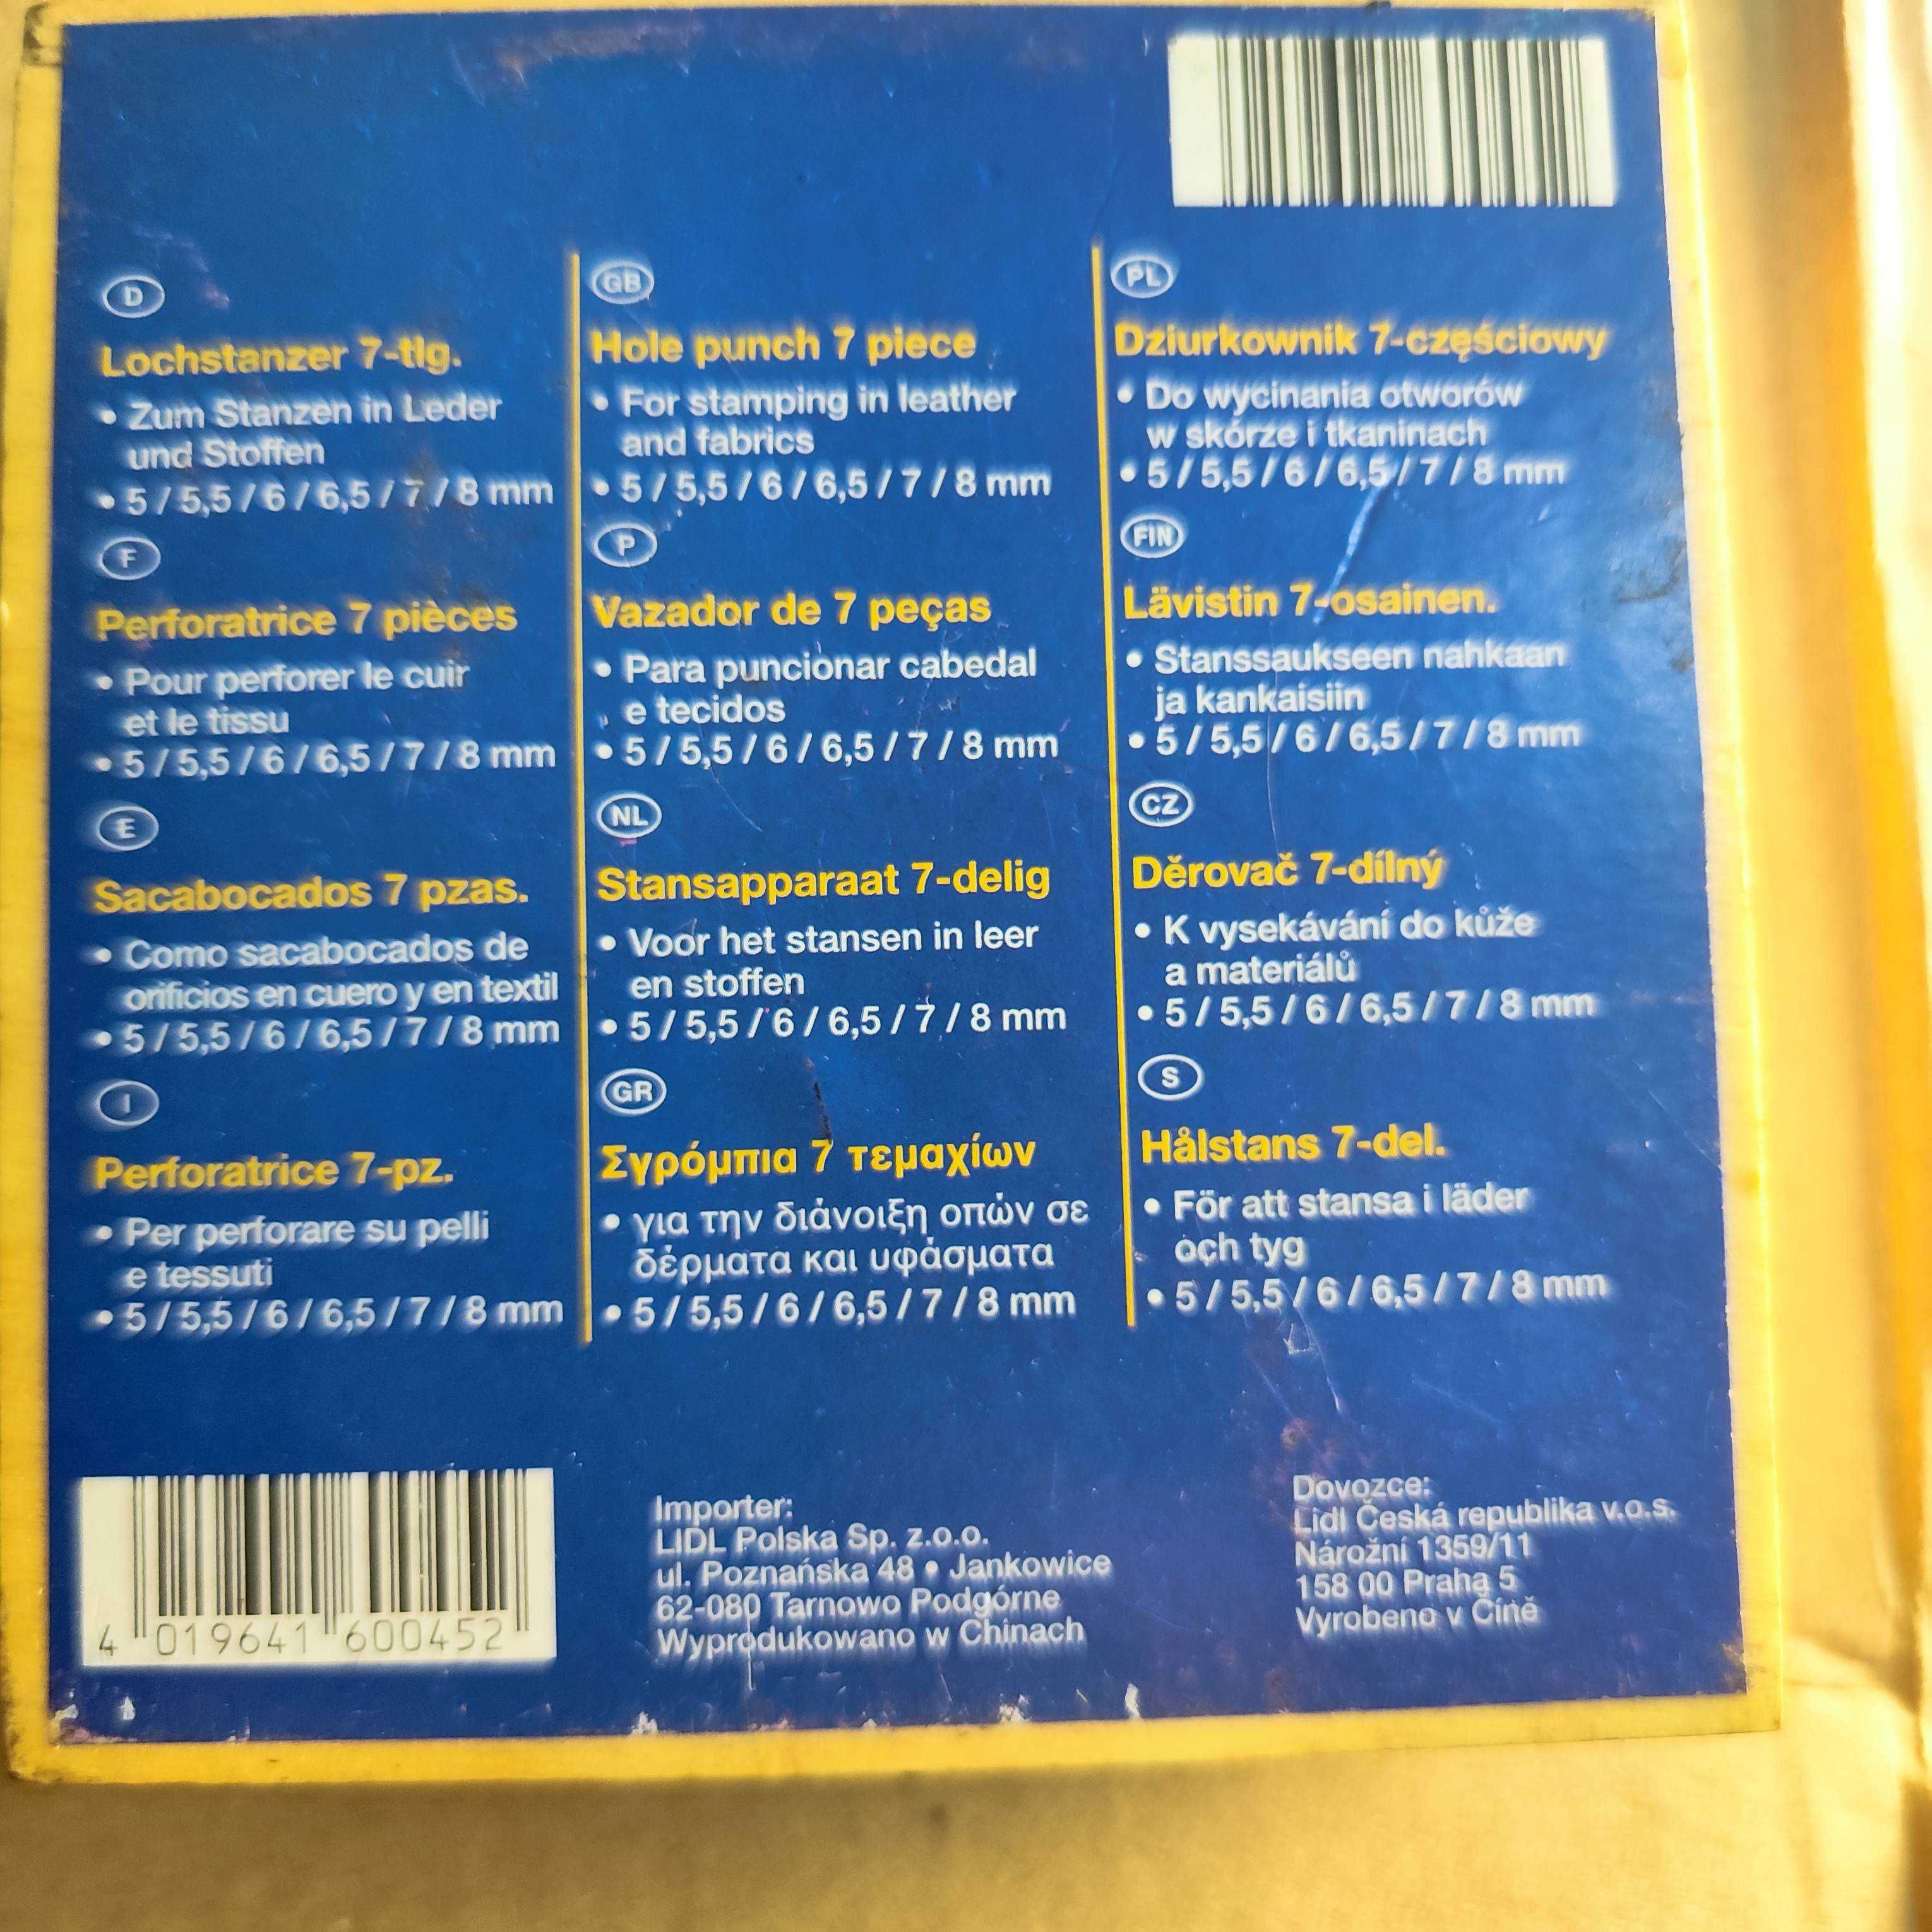 D
Lochstanzer 7-tlg.
• Zum Stanzen in Leder
und Stoffen
• 5 / 5,5 / 6 / 6,5 / 7 / 8 mm
F
Perforatrice 7 pièces
• Pour perforer le cuir
et le tissu
• 5 / 5,5 / 6 / 6,5 / 7 / 8 mm
E
Sacabocados 7 pzas.
• Como sacabocados de
orificios en cuero y en textil
• 5 / 5,5 / 6 / 6,5 / 7 / 8 mm
I
Perforatrice 7-pz.
• Per perforare su pelli
e tessuti
• 5 / 5,5 / 6 / 6,5 / 7 / 8 mm
GB
Hole punch 7 piece
• For stamping in leather
and fabrics
• 5 / 5,5 / 6 / 6,5 / 7 / 8 mm
P
Vazador de 7 peças
• Para puncionar cabedal
e tecidos
• 5 / 5,5 / 6 / 6,5 / 7 / 8 mm
NL
Stansapparaat 7-delig
• Voor het stansen in leer
en stoffen
• 5 / 5,5 / 6 / 6,5 / 7 / 8 mm
GR
Σγρόμπια 7 τεμαχίων
• για την διάνοιξη οπών σε
δέρματα και υφάσματα
• 5 / 5,5 / 6 / 6,5 / 7 / 8 mm
PL
Dziurkownik 7-częściowy
• Do wycinania otworów
w skórze i tkaninach
• 5 / 5,5 / 6 / 6,5 / 7 / 8 mm
FIN
Lävistin 7-osainen.
• Stanssaukseen nahkaan
ja kankaisiin
• 5 / 5,5 / 6 / 6,5 / 7 / 8 mm
CZ
Děrovač 7-dílný
• K vysekávání do kůže
a materiálů
• 5 / 5,5 / 6 / 6,5 / 7 / 8 mm
S
Hålstans 7-del.
• För att stansa i läder
och tyg
• 5 / 5,5 / 6 / 6,5 / 7 / 8 mm
4 019641 600452
Importer:
LIDL Polska Sp. z.o.o.
ul. Poznańska 48 • Jankowice
62-080 Tarnowo Podgórne
Wyprodukowano w Chinach
Dovozce:
Lidl Česká republika v.o.s.
Nárožní 1359/11
158 00 Praha 5
Vyrobeno v Číně